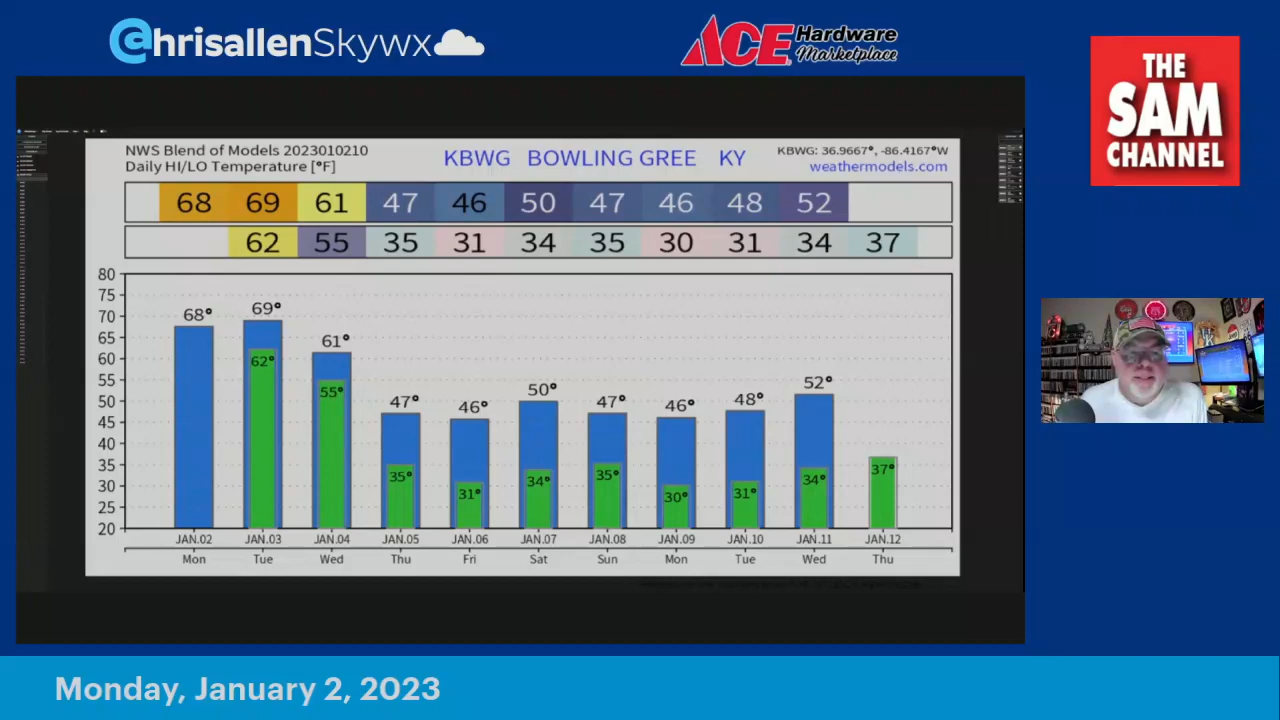 @hrisallenSkywx
ACE Hardware
Marketplace
THE
SAM
CHANNEL
NWS Blend of Models 2023010210
Daily HI/LO Temperature [°F]
KBWG BOWLING GREE KY
KBWG: 36.9667°, -86.4167°W
weathermodels.com
68 69 61 47 46 50 47 46 48 52
62 55 35 31 34 35 30 31 34 37
80
75
70
65
60
55
50
45
40
35
30
25
20
68° 69° 61° 47° 46° 50° 47° 46° 48° 52°
62° 55° 35° 31° 34° 35° 30° 31° 34° 37°
JAN.02 JAN.03 JAN.04 JAN.05 JAN.06 JAN.07 JAN.08 JAN.09 JAN.10 JAN.11 JAN.12
Mon Tue Wed Thu Fri Sat Sun Mon Tue Wed Thu
Monday, January 2, 2023